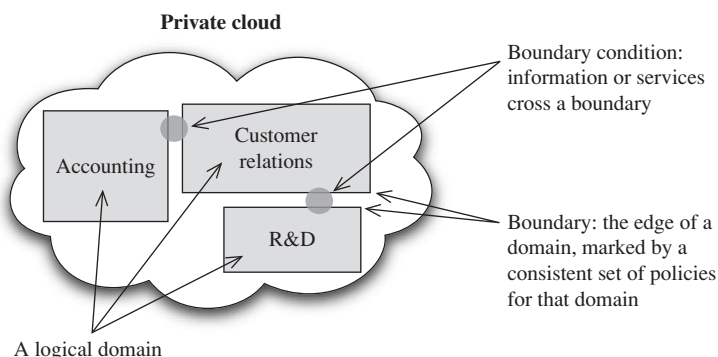 Private cloud
Boundary condition:
information or services
cross a boundary
Customer
relations
Accounting
R&D
Boundary: the edge of a
domain, marked by a
consistent set of policies
for that domain
A logical domain